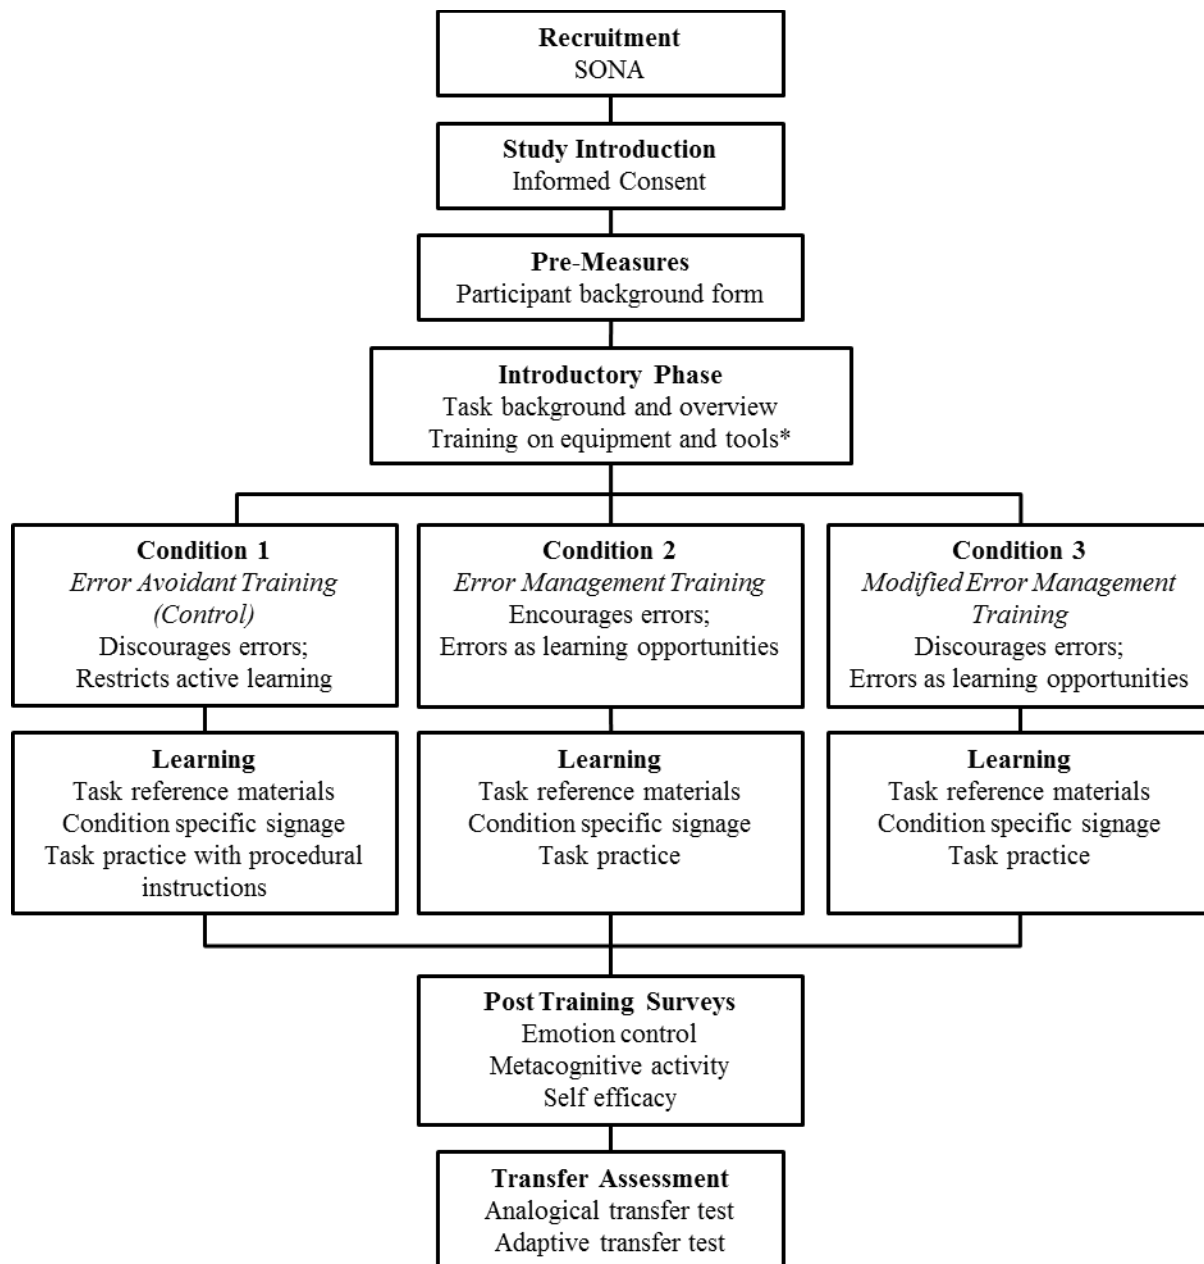 Recruitment
SONA
Study Introduction
Informed Consent
Pre-Measures
Participant background form
Introductory Phase
Task background and overview
Training on equipment and tools*
Condition 1
Error Avoidant Training
(Control)
Discourages errors;
Restricts active learning
Condition 2
Error Management Training
Encourages errors;
Errors as learning opportunities
Condition 3
Modified Error Management
Training
Discourages errors;
Errors as learning opportunities
Learning
Task reference materials
Condition specific signage
Task practice with procedural
instructions
Learning
Task reference materials
Condition specific signage
Task practice
Learning
Task reference materials
Condition specific signage
Task practice
Post Training Surveys
Emotion control
Metacognitive activity
Self efficacy
Transfer Assessment
Analogical transfer test
Adaptive transfer test